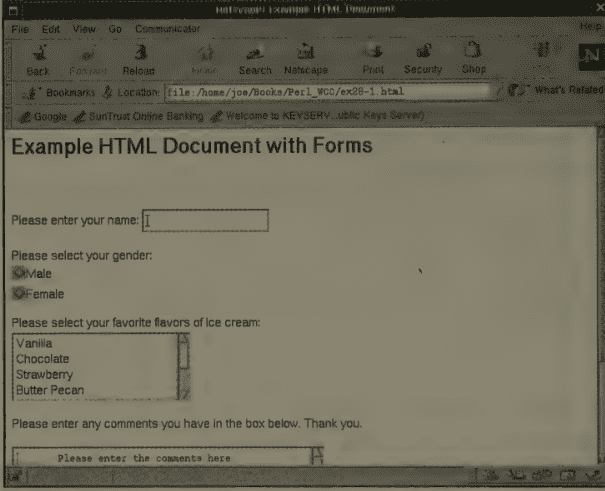 Netscape: Example HTML Document
File Edit View Go Communicator Help
Back Forward Reload Home Search Netscape Print Security Shop
Bookmarks Location: file:/home/joe/Books/Perl_WCC/ex28-1.html What's Related
Google SunTrust Online Banking Welcome to KEYSERV...ublic Keys Server)
Example HTML Document with Forms
Please enter your name:
Please select your gender:
Male
Female
Please select your favorite flavors of ice cream:
Vanilla
Chocolate
Strawberry
Butter Pecan
Please enter any comments you have in the box below. Thank you.
Please enter the comments here